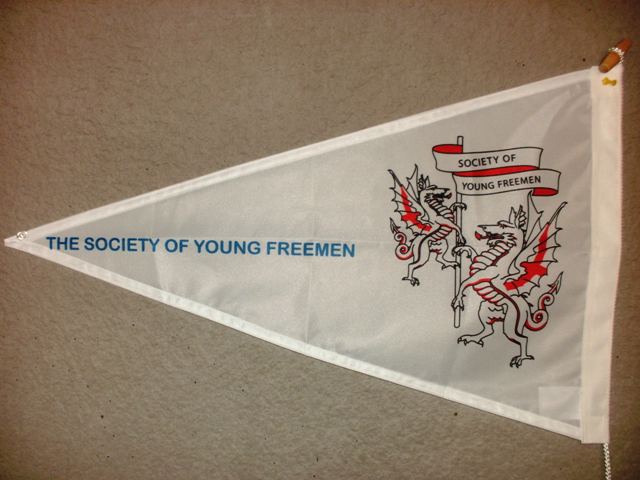 SOCIETY OF
YOUNG FREEMEN
THE SOCIETY OF YOUNG FREEMEN